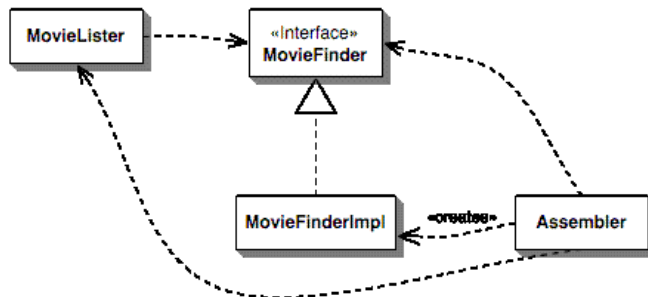 MovieLister
«Interface»
MovieFinder
MovieFinderImpl
«creates»
Assembler